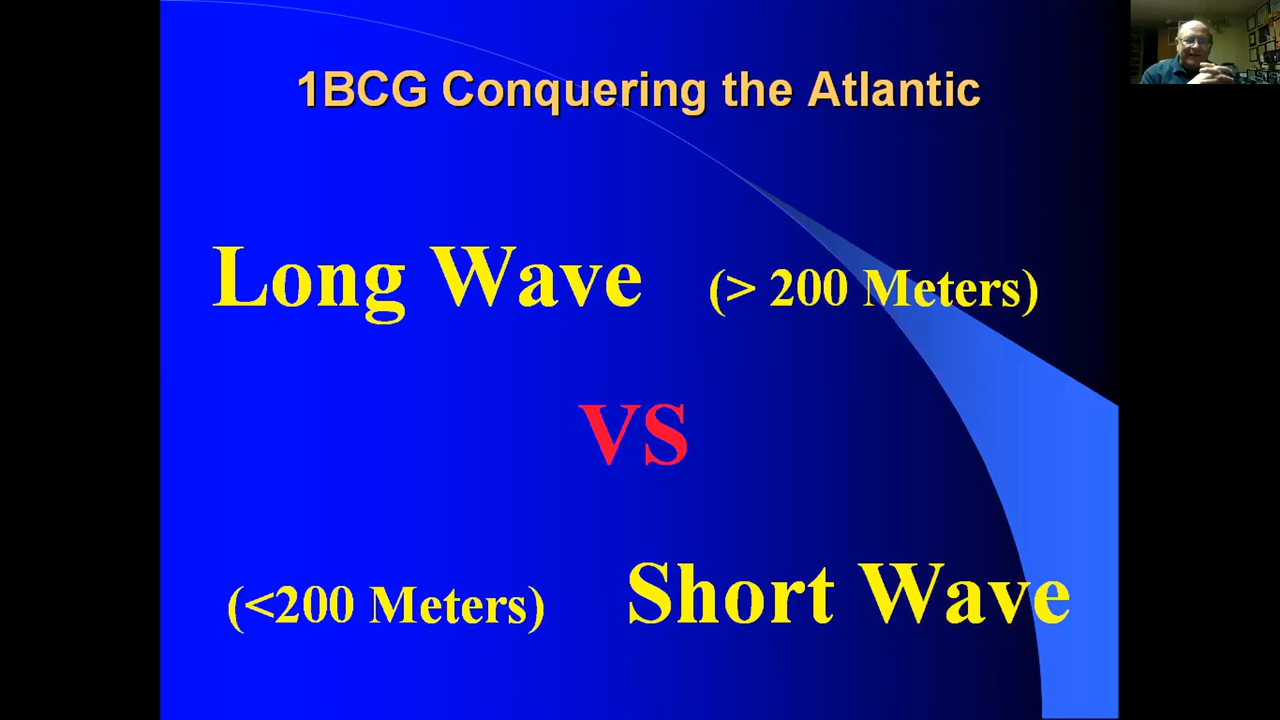 1BCG Conquering the Atlantic
Long Wave (> 200 Meters)
VS
(<200 Meters) Short Wave